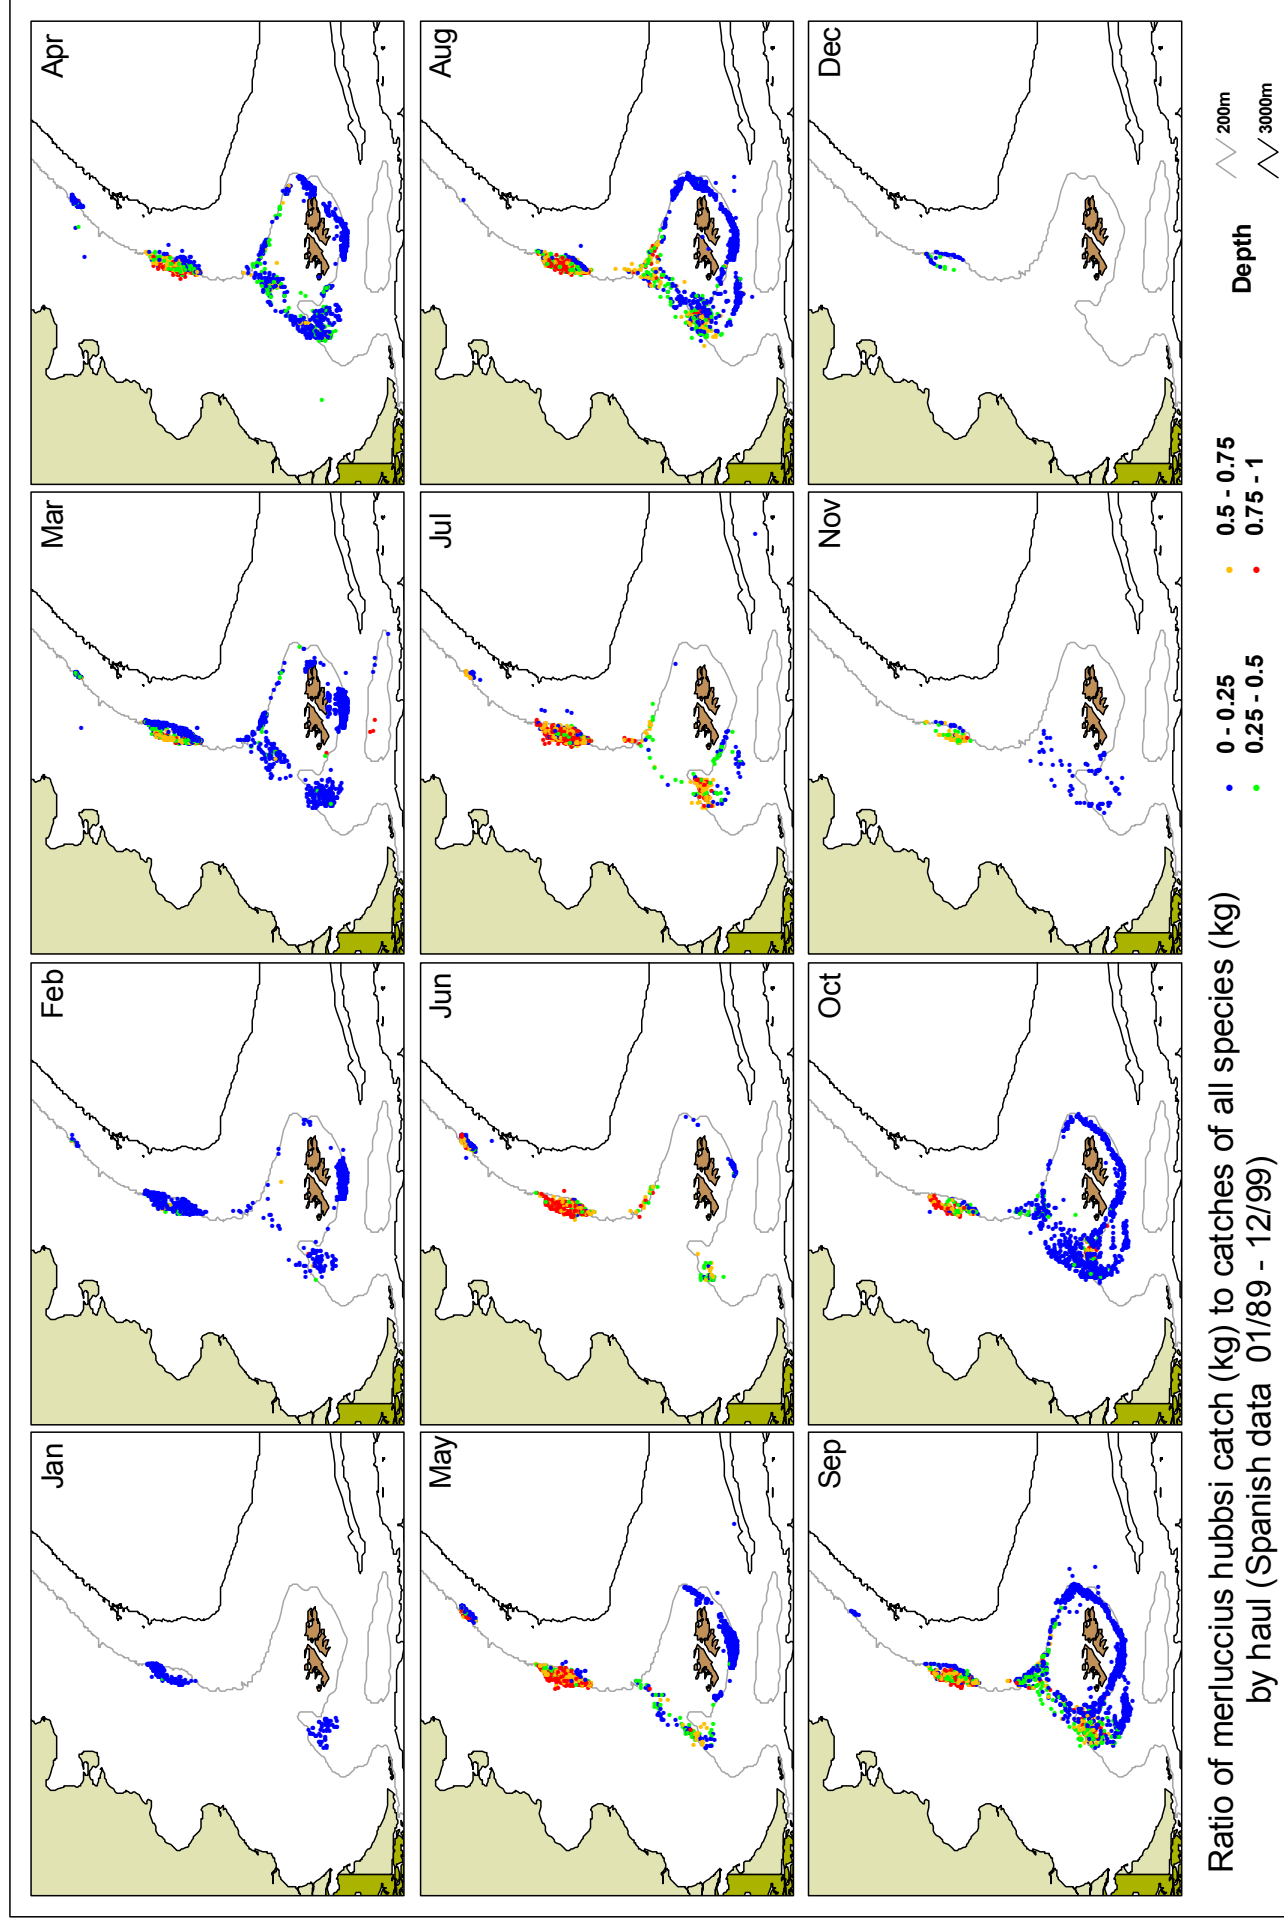 Jan
Feb
Mar
Apr
May
Jun
Jul
Aug
Sep
Oct
Nov
Dec
Ratio of merluccius hubbsi catch (kg) to catches of all species (kg)
by haul (Spanish data 01/89 - 12/99)
0 - 0.25
0.25 - 0.5
0.5 - 0.75
0.75 - 1
Depth
200m
3000m